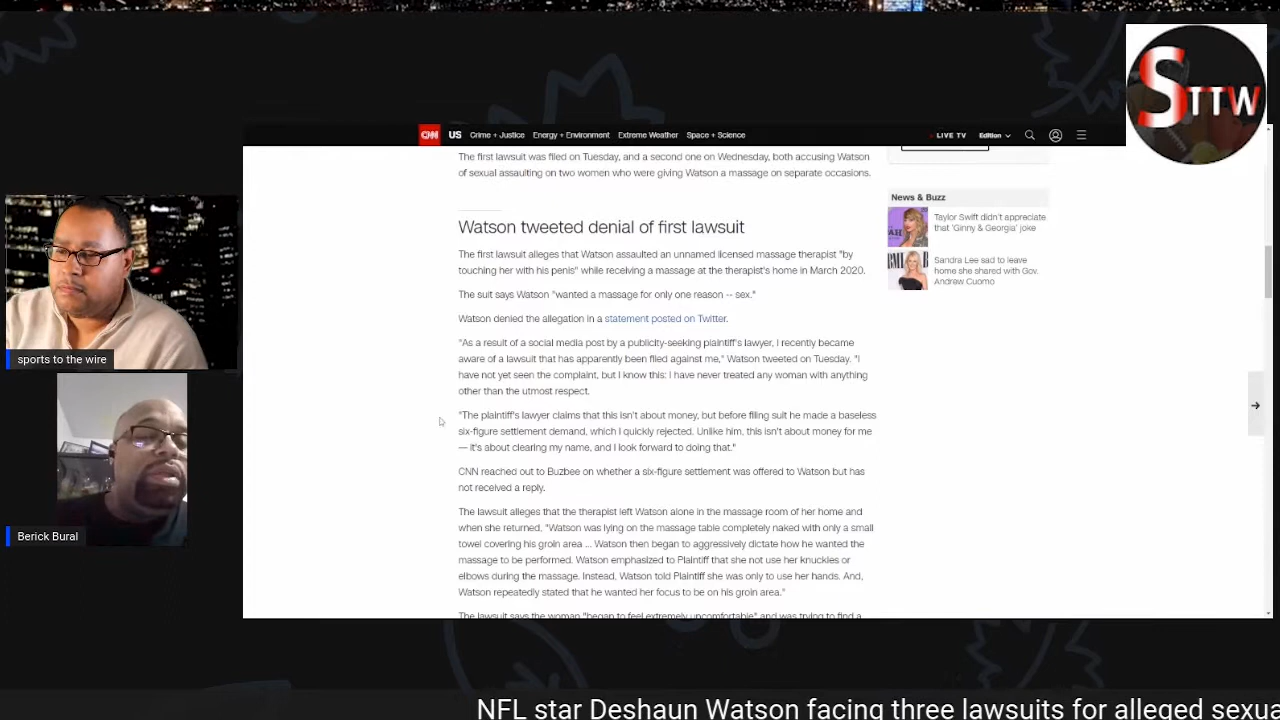 STTW
CNN US Crime + Justice Energy + Environment Extreme Weather Space + Science LIVE TV Edition
The first lawsuit was filed on Tuesday, and a second one on Wednesday, both accusing Watson
of sexual assaulting on two women who were giving Watson a massage on separate occasions.
Watson tweeted denial of first lawsuit
The first lawsuit alleges that Watson assaulted an unnamed licensed massage therapist "by
touching her with his penis" while receiving a massage at the therapist's home in March 2020.
The suit says Watson "wanted a massage for only one reason -- sex."
Watson denied the allegation in a statement posted on Twitter.
"As a result of a social media post by a publicity-seeking plaintiff's lawyer, I recently became
aware of a lawsuit that has apparently been filed against me," Watson tweeted on Tuesday. "I
have not yet seen the complaint, but I know this: I have never treated any woman with anything
other than the utmost respect.
"The plaintiff's lawyer claims that this isn't about money, but before filing suit he made a baseless
six-figure settlement demand, which I quickly rejected. Unlike him, this isn't about money for me
— it's about clearing my name, and I look forward to doing that."
CNN reached out to Buzbee on whether a six-figure settlement was offered to Watson but has
not received a reply.
The lawsuit alleges that the therapist left Watson alone in the massage room of her home and
when she returned, "Watson was lying on the massage table completely naked with only a small
towel covering his groin area ... Watson then began to aggressively dictate how he wanted the
massage to be performed. Watson emphasized to Plaintiff that she not use her knuckles or
elbows during the massage. Instead, Watson told Plaintiff she was only to use her hands. And,
Watson repeatedly stated that he wanted her focus to be on his groin area."
The lawsuit says the woman "began to feel extremely uncomfortable" and was trying to find a
News & Buzz
Taylor Swift didn't appreciate
that 'Ginny & Georgia' joke
Sandra Lee sad to leave
home she shared with Gov.
Andrew Cuomo
sports to the wire
Berick Bural
NFL star Deshaun Watson facing three lawsuits for alleged sexua